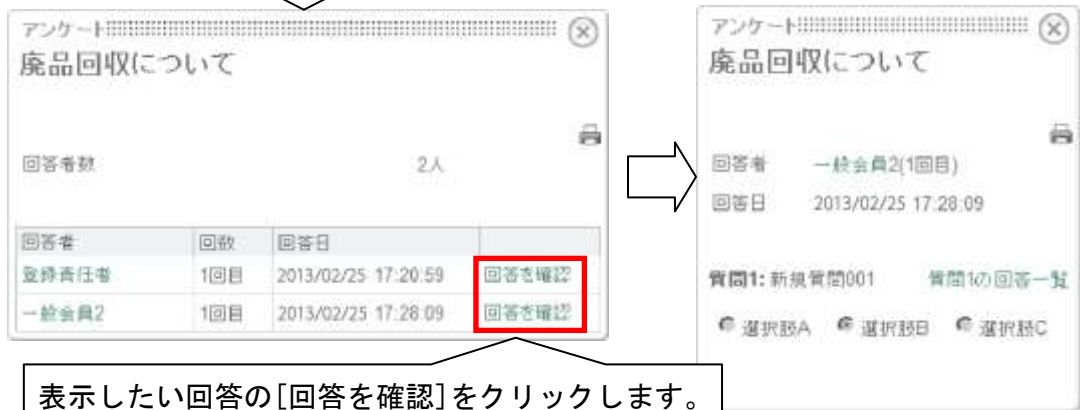 アンケート
廃品回収について
回答者数 2人
回答者 回数 回答日
登録責任者 1回目 2013/02/25 17:20:59 回答を確認
一般会員2 1回目 2013/02/25 17:28:09 回答を確認
表示したい回答の[回答を確認]をクリックします。
アンケート
廃品回収について
回答者 一般会員2(1回目)
回答日 2013/02/25 17:28:09
質問1: 新規質問001 質問1の回答一覧
選択肢A 選択肢B 選択肢C